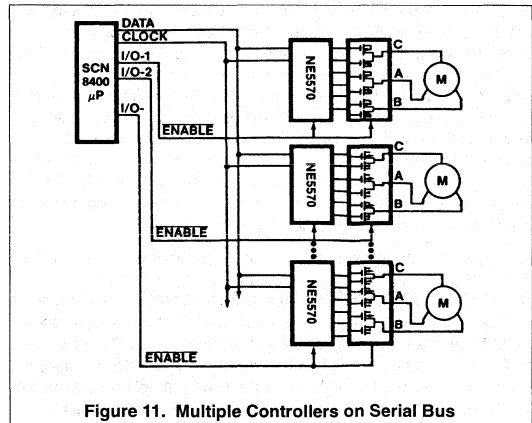 DATA
CLOCK
SCN
8400
μP
I/O-1
I/O-2
I/O-
ENABLE
NE5570
C
A
B
M
ENABLE
NE5570
C
A
B
M
ENABLE
NE5570
C
A
B
M
Figure 11. Multiple Controllers on Serial Bus